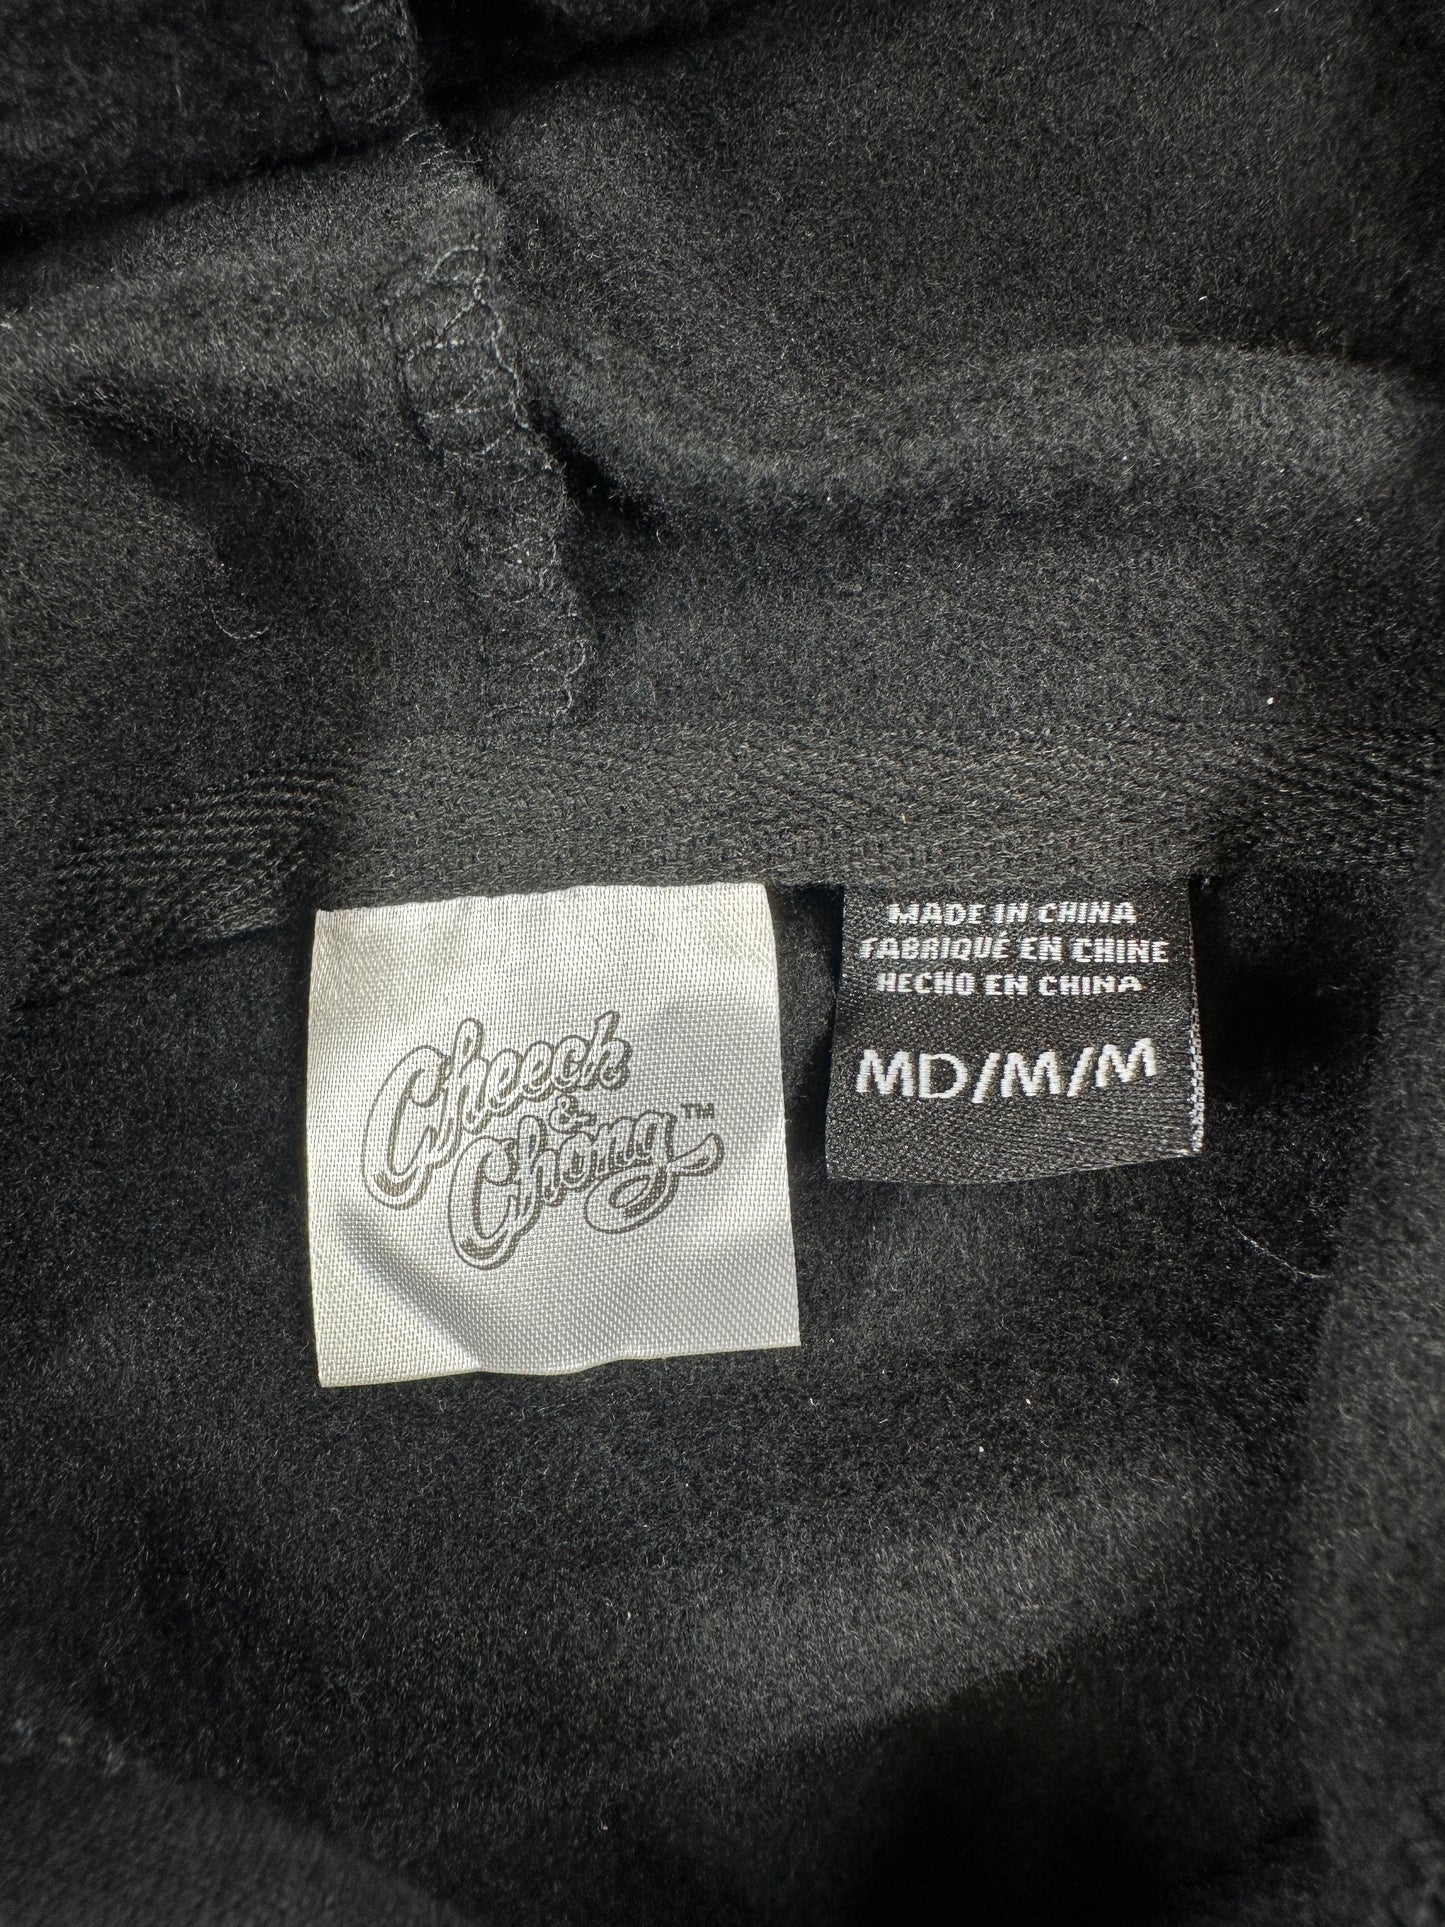 Cheech
&
Chong™
MADE IN CHINA
FABRIQUÉ EN CHINE
HECHO EN CHINA
MD/M/M